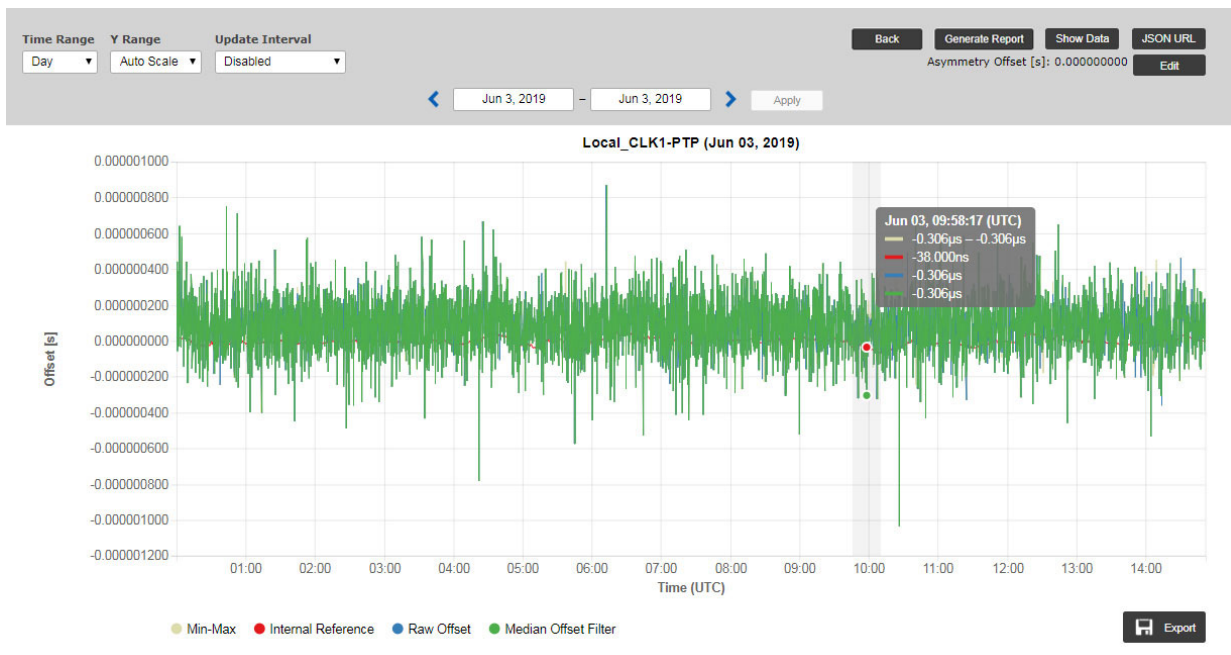 Time Range Y Range Update Interval
Day Auto Scale Disabled
Back Generate Report Show Data JSON URL
Asymmetry Offset [s]: 0.000000000 Edit
Jun 3, 2019 – Jun 3, 2019 Apply
Local_CLK1-PTP (Jun 03, 2019)
0.000001000
0.000000800
0.000000600
0.000000400
0.000000200
0.000000000
-0.000000200
-0.000000400
-0.000000600
-0.000000800
-0.000001000
-0.000001200
Offset [s]
Jun 03, 09:58:17 (UTC)
-0.306µs – -0.306µs
-38.000ns
-0.306µs
-0.306µs
01:00 02:00 03:00 04:00 05:00 06:00 07:00 08:00 09:00 10:00 11:00 12:00 13:00 14:00
Time (UTC)
Min-Max Internal Reference Raw Offset Median Offset Filter
Export